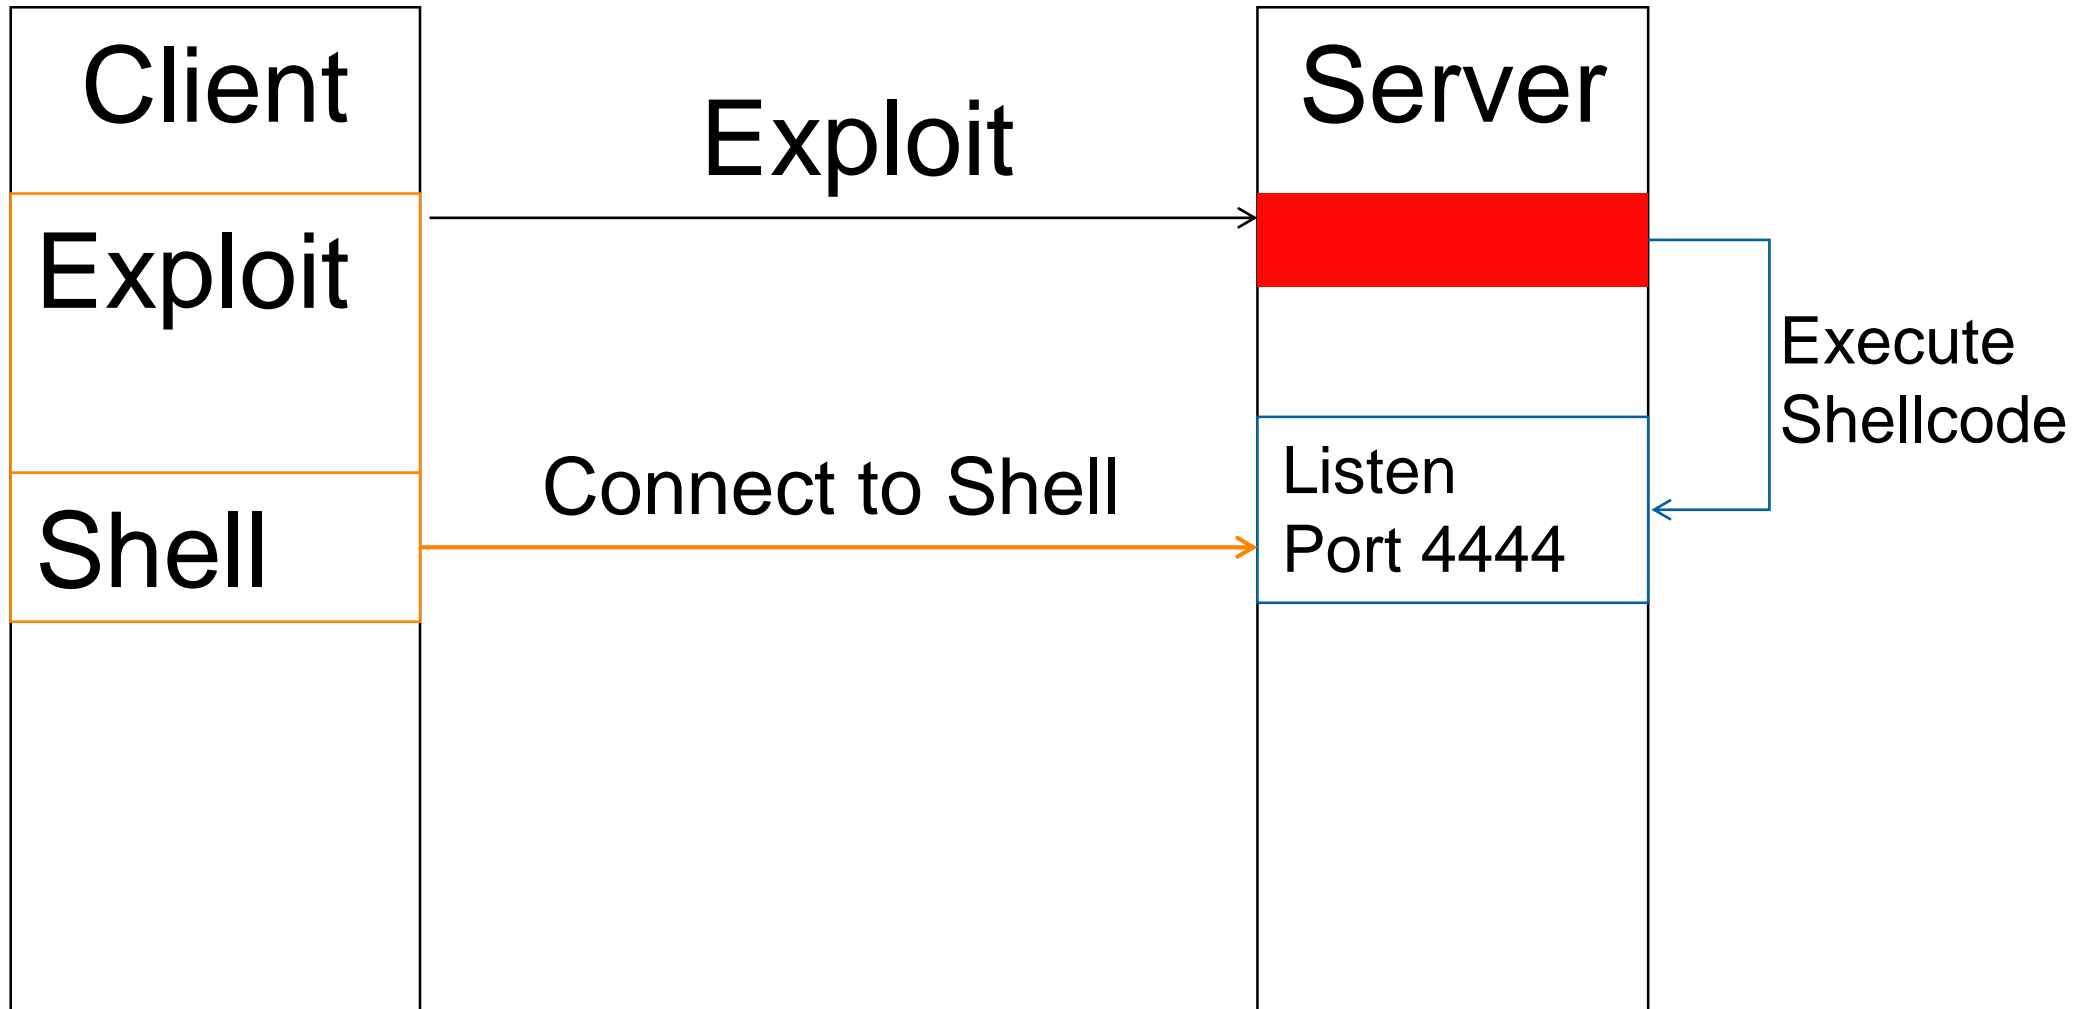 Client
Server
Exploit
Exploit
Execute
Shellcode
Connect to Shell
Listen
Port 4444
Shell